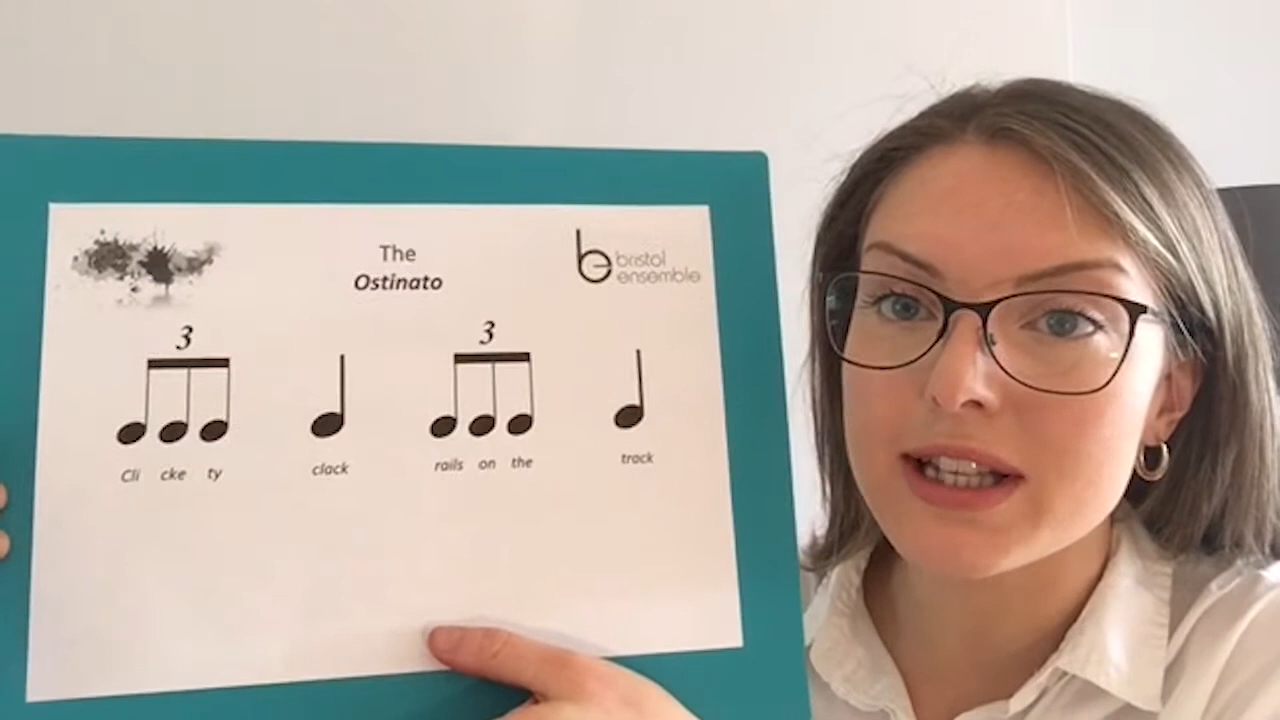 The
Ostinato
bristol
ensemble
3 3
Cli cke ty clack rails on the track